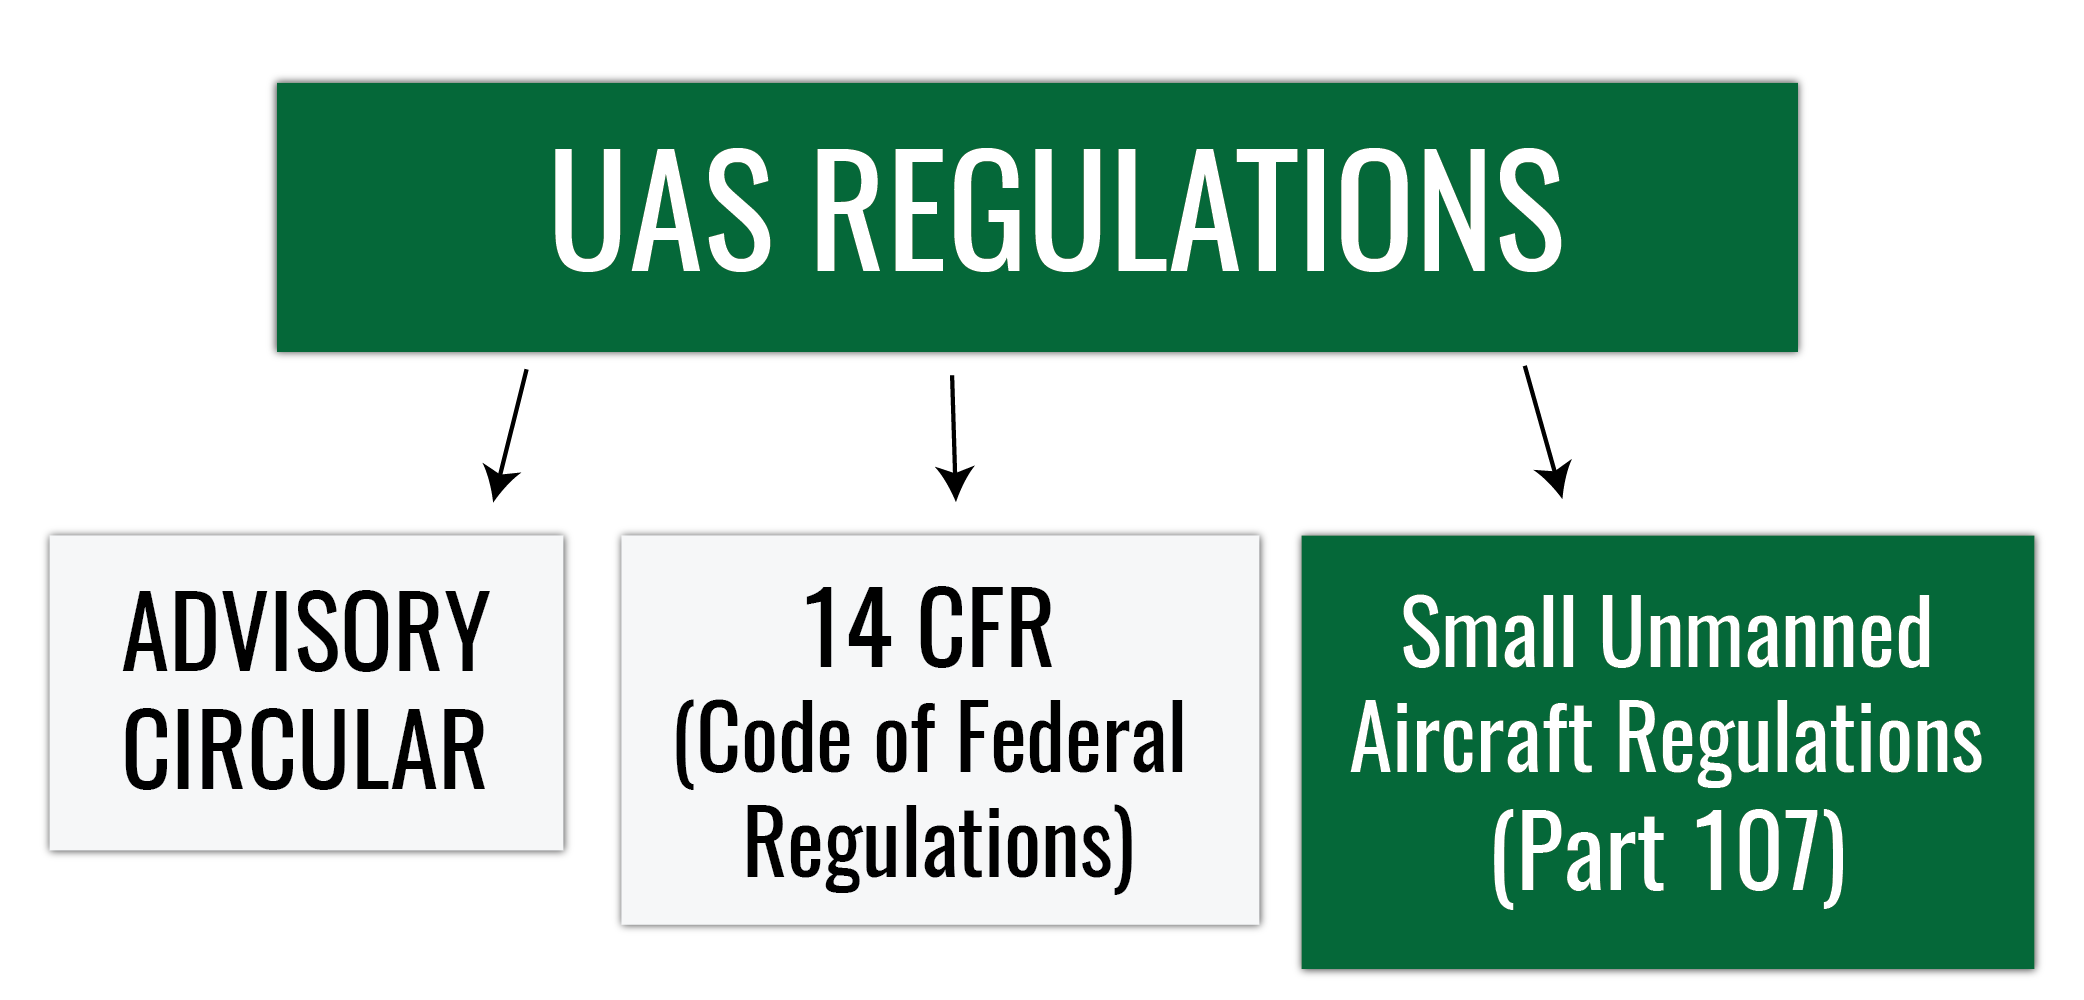 UAS REGULATIONS
ADVISORY
CIRCULAR
14 CFR
(Code of Federal
Regulations)
Small Unmanned
Aircraft Regulations
(Part 107)